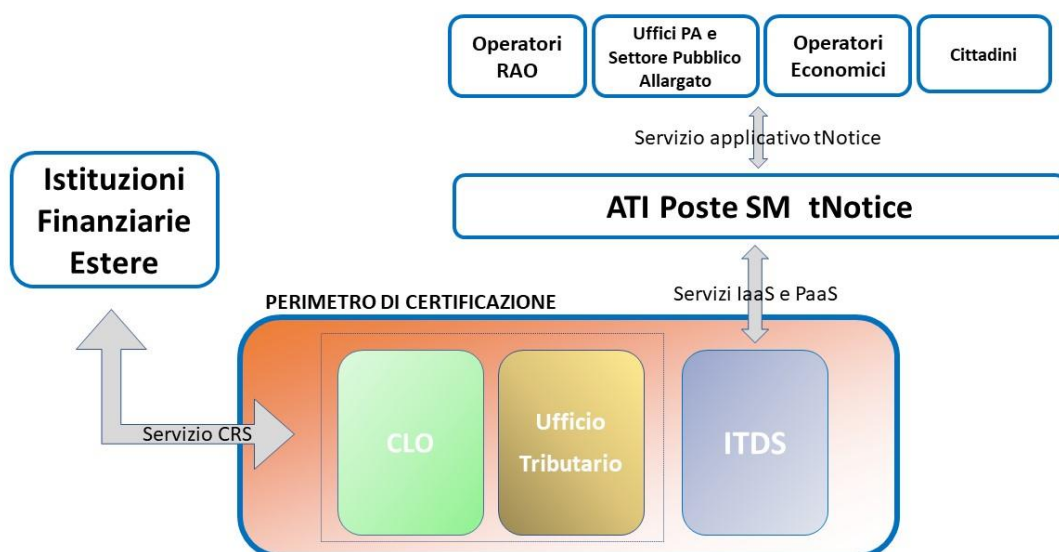 Operatori
RAO
Uffici PA e
Settore Pubblico
Allargato
Operatori
Economici
Cittadini
Servizio applicativo tNotice
Istituzioni
Finanziarie
Estere
ATI Poste SM tNotice
Servizi IaaS e PaaS
PERIMETRO DI CERTIFICAZIONE
Servizio CRS
CLO
Ufficio
Tributario
ITDS